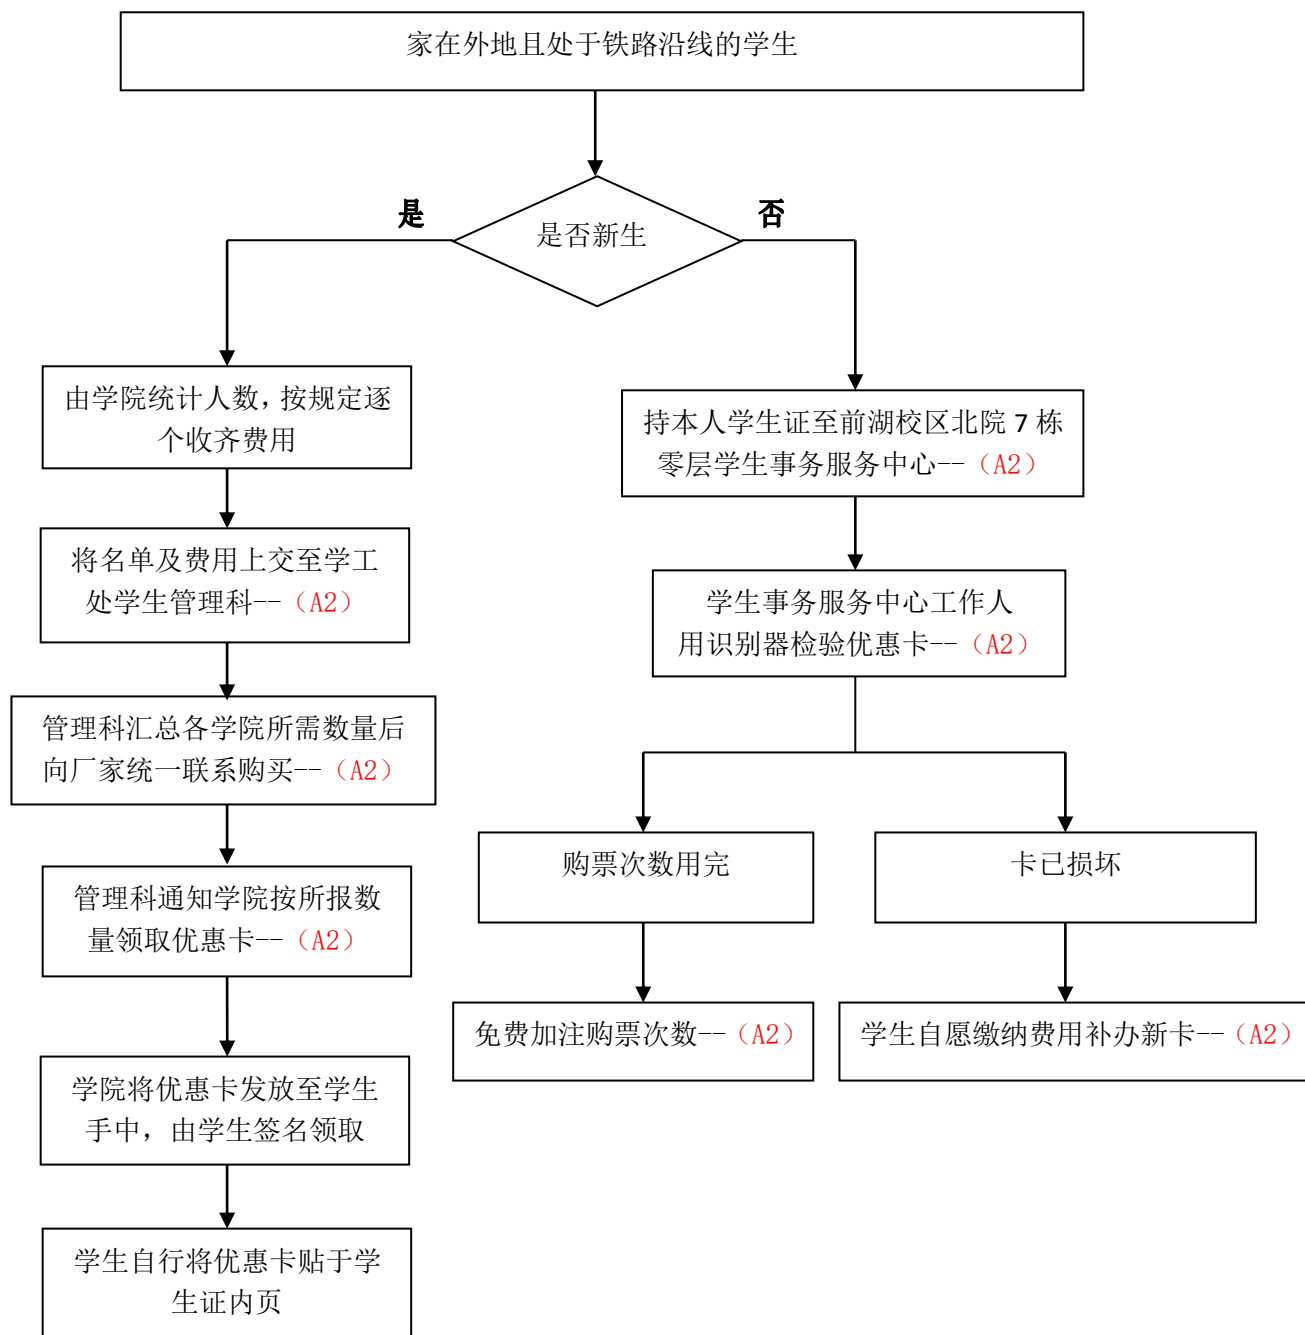 家在外地且处于铁路沿线的学生
是否新生
是
否
由学院统计人数，按规定逐
个收齐费用
将名单及费用上交至学工
处学生管理科--（A2）
管理科汇总各学院所需数量后
向厂家统一联系购买--（A2）
管理科通知学院按所报数
量领取优惠卡--（A2）
学院将优惠卡发放至学生
手中，由学生签名领取
学生自行将优惠卡贴于学
生证内页
持本人学生证至前湖校区北院 7 栋
零层学生事务服务中心--（A2）
学生事务服务中心工作人
用识别器检验优惠卡--（A2）
购票次数用完
卡已损坏
免费加注购票次数--（A2）
学生自愿缴纳费用补办新卡--（A2）